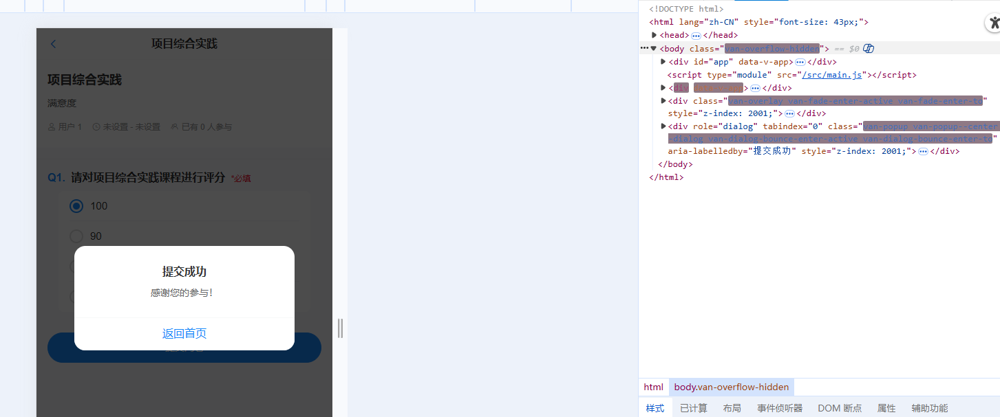 项目综合实践
项目综合实践
满意度
用户 1 未设置 - 未设置 已有 0 人参与
Q1. 请对项目综合实践课程进行评分 *必填
100
90
提交成功
感谢您的参与！
返回首页
<!DOCTYPE html>
<html lang="zh-CN" style="font-size: 43px;">
<head>…</head>
<body class="van-overflow-hidden"> == $0
<div id="app" data-v-app>…</div>
<script type="module" src="/src/main.js"></script>
<div >…</div>
<div class="van-overlay van-fade-enter-active van-fade-enter-to"
style="z-index: 2001;">…</div>
<div role="dialog" tabindex="0" class="van-popup van-popup--center
-dialog van-dialog-bounce-enter-active van-dialog-bounce-enter-to"
aria-labelledby="提交成功" style="z-index: 2001;">…</div>
</body>
</html>
html body.van-overflow-hidden
样式 已计算 布局 事件侦听器 DOM 断点 属性 辅助功能